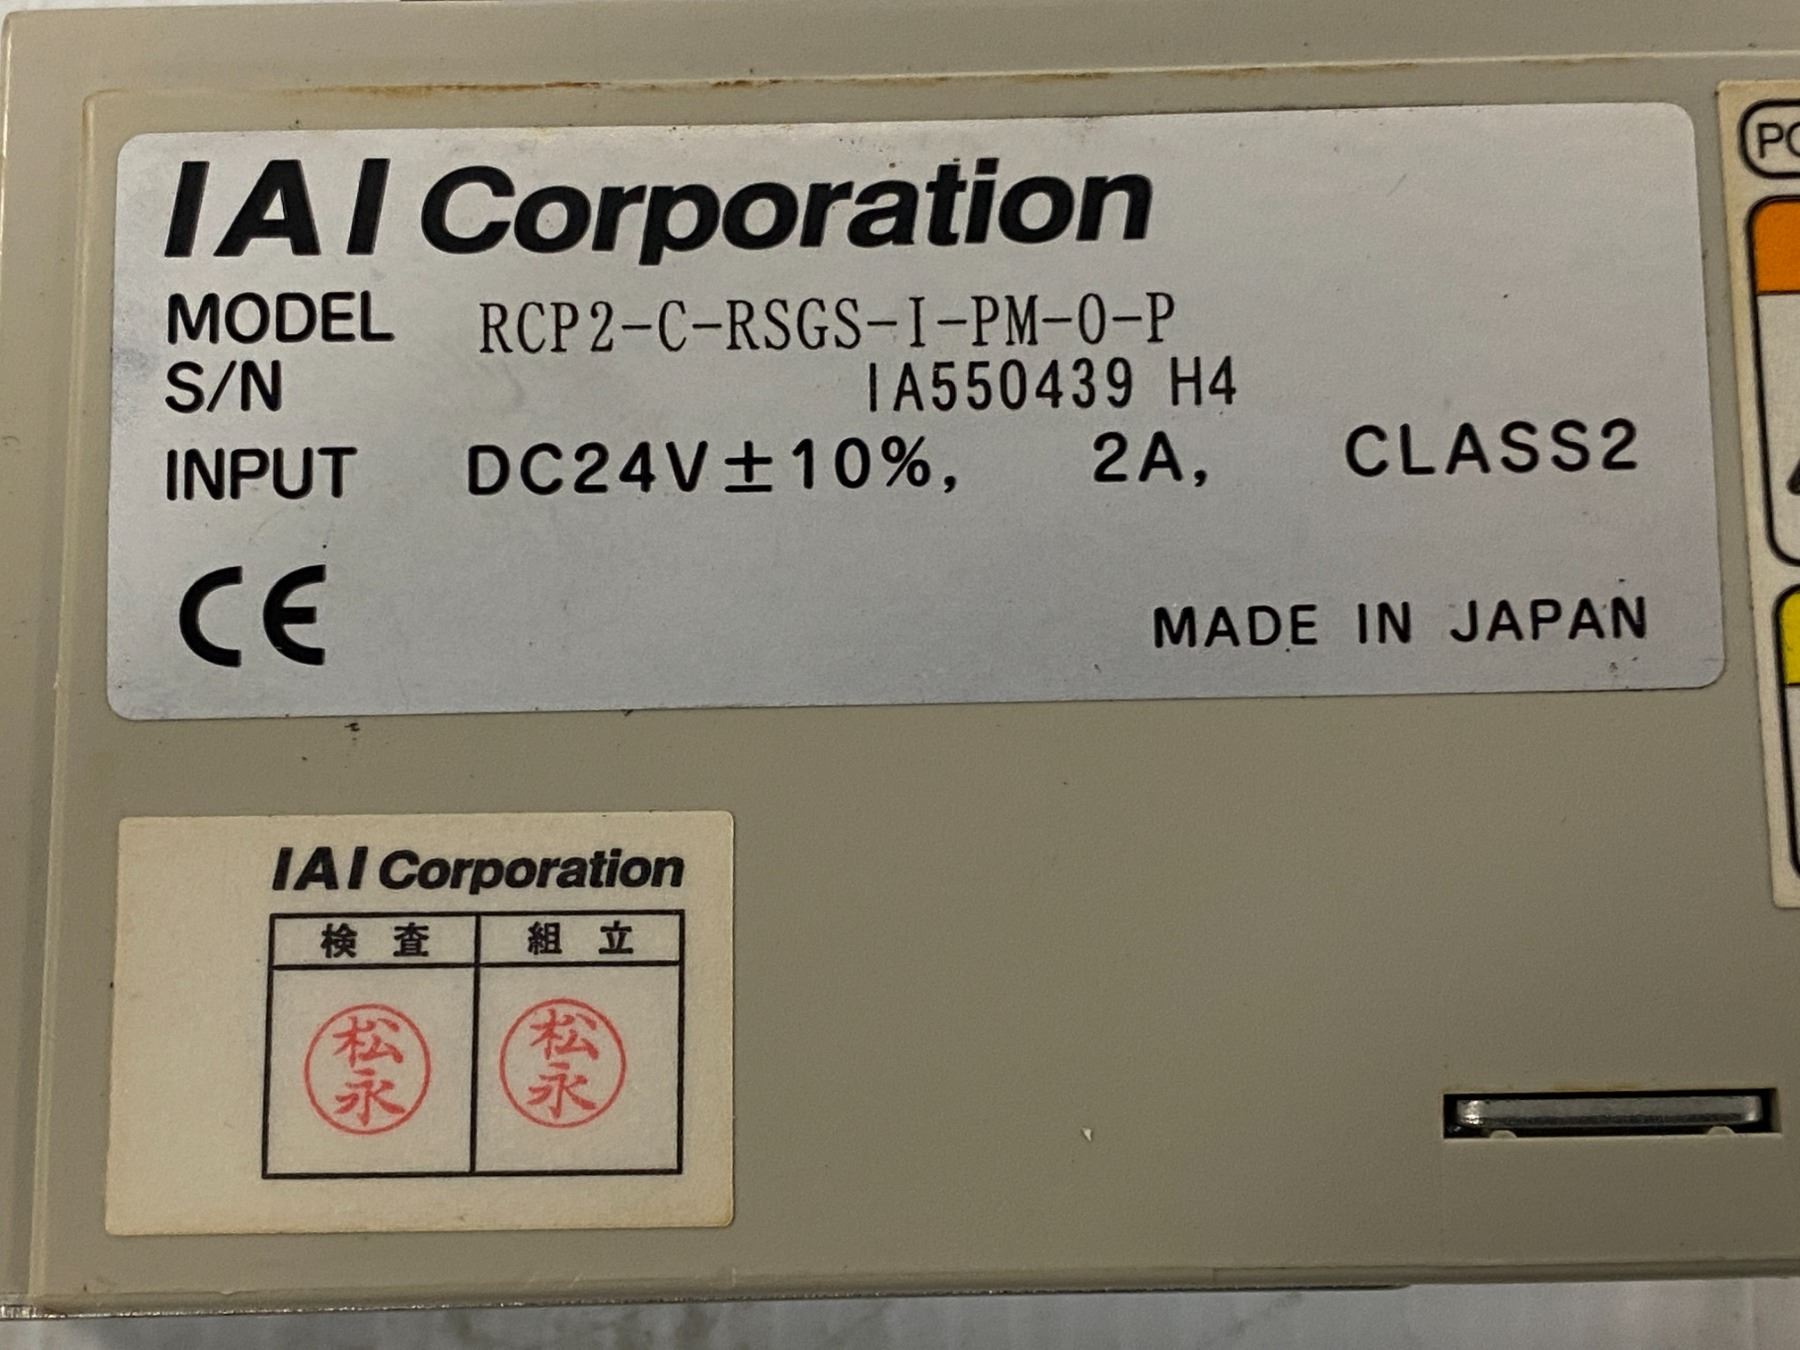 IAI Corporation
MODEL RCP2-C-RSGS-I-PM-0-P
S/N IA550439 H4
INPUT DC24V±10%, 2A, CLASS2
CE
MADE IN JAPAN
IAI Corporation
検査 組立
松永 松永